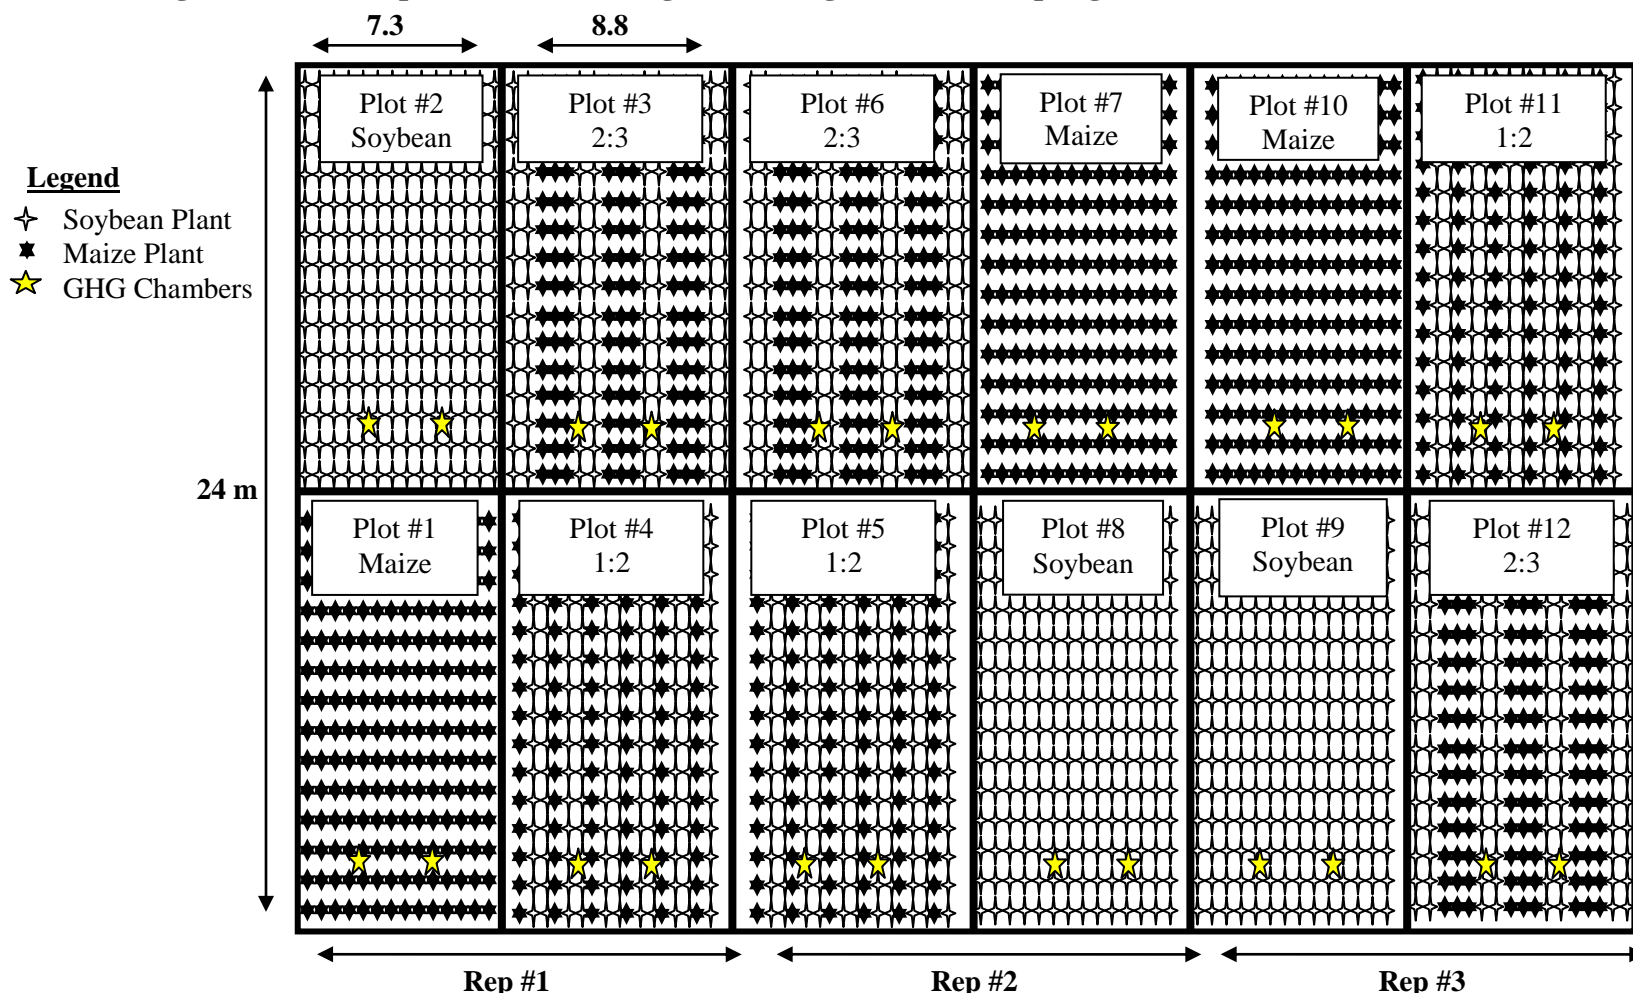 7.3
8.8
Plot #2
Soybean
Plot #3
2:3
Plot #6
2:3
Plot #7
Maize
Plot #10
Maize
Plot #11
1:2
Legend
Soybean Plant
Maize Plant
GHG Chambers
24 m
Plot #1
Maize
Plot #4
1:2
Plot #5
1:2
Plot #8
Soybean
Plot #9
Soybean
Plot #12
2:3
Rep #1
Rep #2
Rep #3